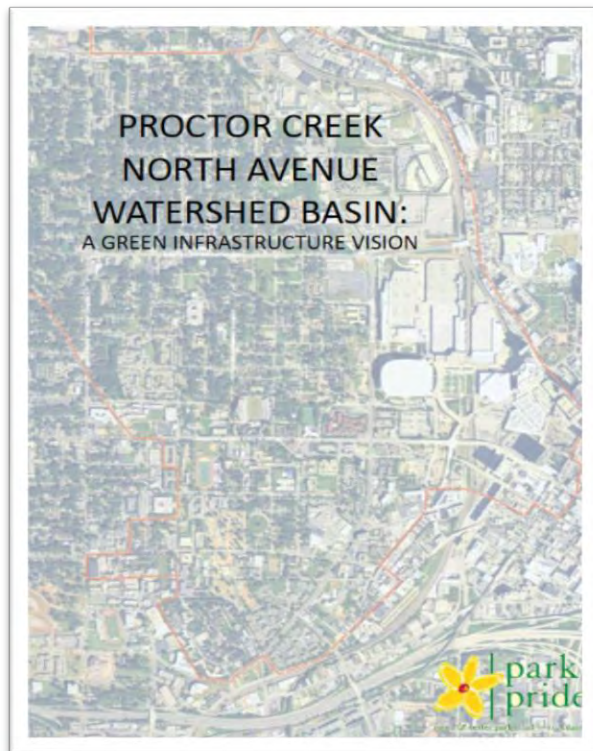 PROCTOR CREEK
NORTH AVENUE
WATERSHED BASIN:
A GREEN INFRASTRUCTURE VISION
park
pride